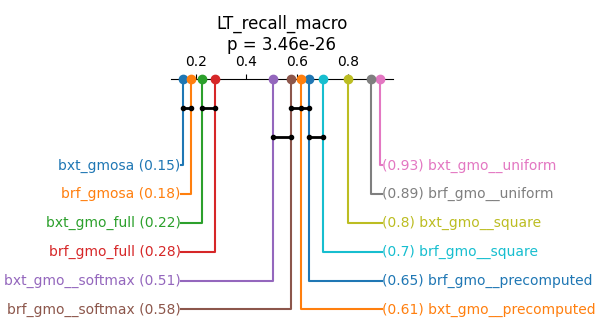 LT_recall_macro
p = 3.46e-26
0.2 0.4 0.6 0.8
bxt_gmosa (0.15)
(0.93) bxt_gmo__uniform
brf_gmosa (0.18)
(0.89) brf_gmo__uniform
bxt_gmo_full (0.22)
(0.8) bxt_gmo__square
brf_gmo_full (0.28)
(0.7) brf_gmo__square
bxt_gmo__softmax (0.51)
(0.65) brf_gmo__precomputed
brf_gmo__softmax (0.58)
(0.61) bxt_gmo__precomputed